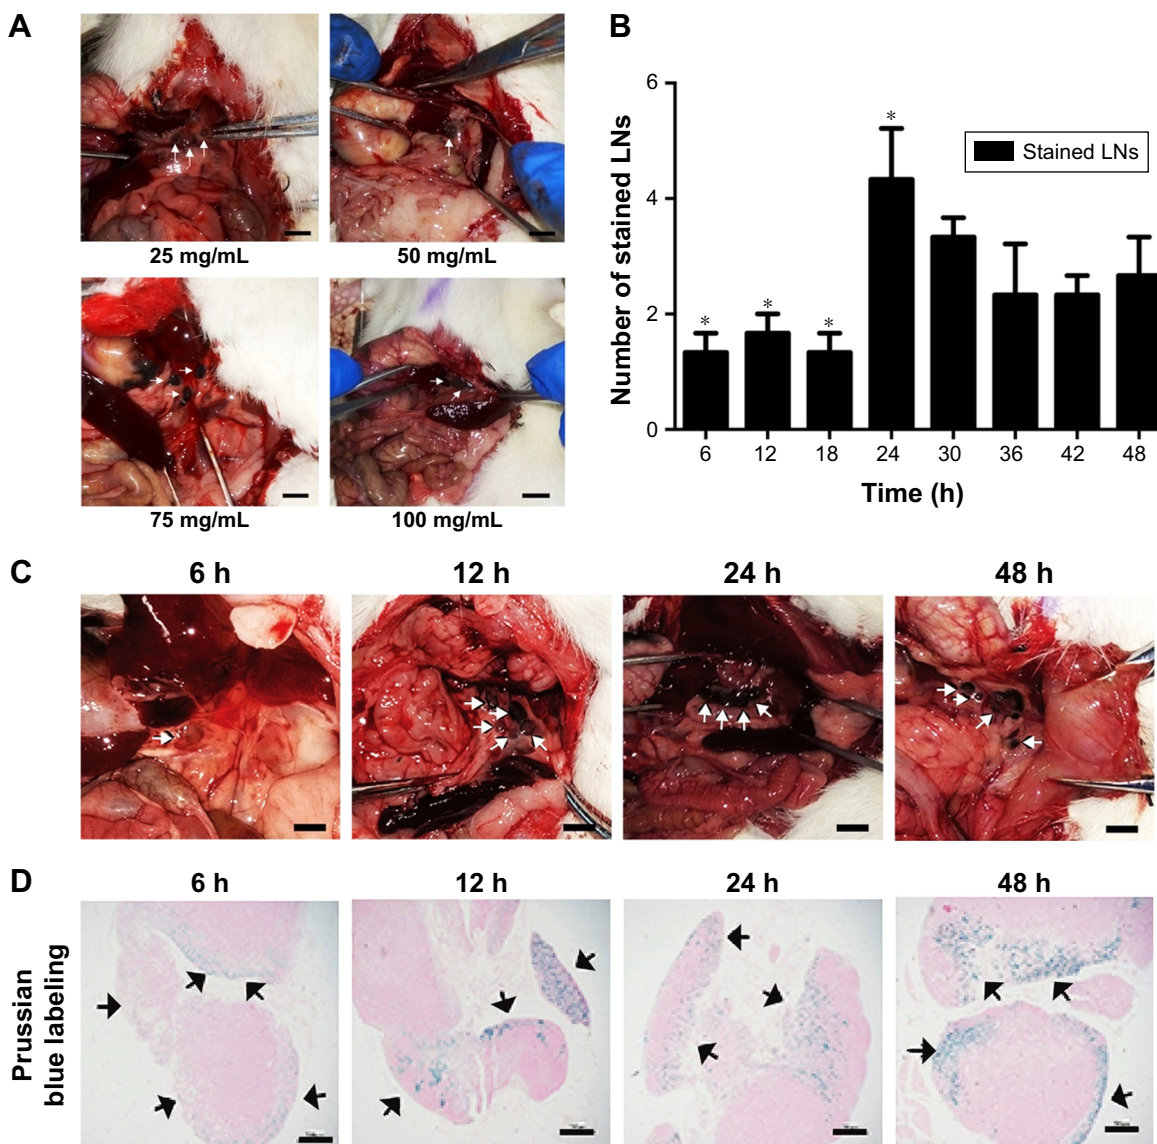 A
25 mg/mL
50 mg/mL
75 mg/mL
100 mg/mL
B
Number of stained LNs
6
4
2
0
*
*
*
*
Stained LNs
6 12 18 24 30 36 42 48
Time (h)
C
6 h
12 h
24 h
48 h
D
Prussian
blue labeling
6 h
12 h
24 h
48 h